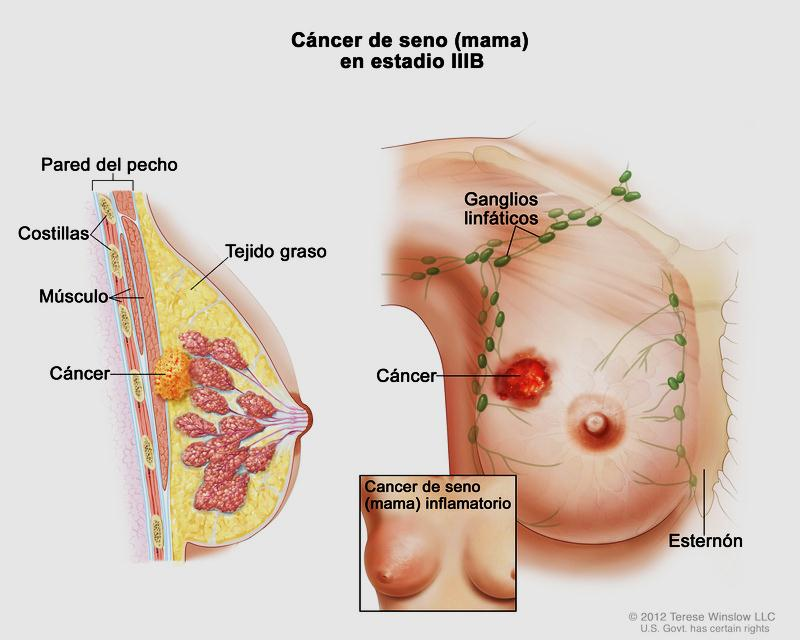 Cáncer de seno (mama)
en estadio IIIB
Pared del pecho
Costillas
Músculo
Cáncer
Tejido graso
Ganglios
linfáticos
Cáncer
Cancer de seno
(mama) inflamatorio
Esternón
© 2012 Terese Winslow LLC
U.S. Govt. has certain rights